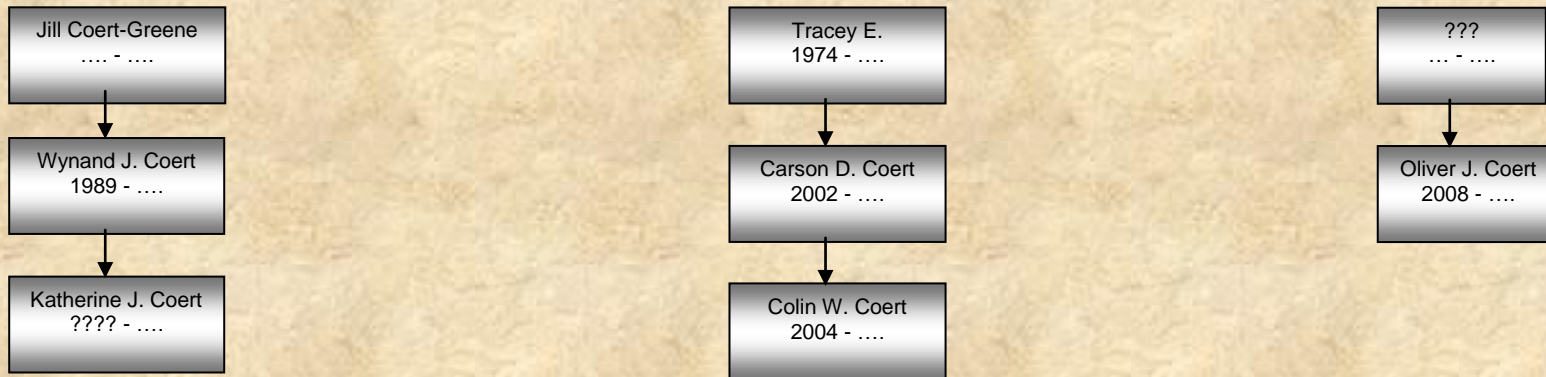 Jill Coert-Greene
…. - ….
Wynand J. Coert
1989 - ….
Katherine J. Coert
???? - ….
Tracey E.
1974 - ….
Carson D. Coert
2002 - ….
Colin W. Coert
2004 - ….
???
… - ….
Oliver J. Coert
2008 - ….